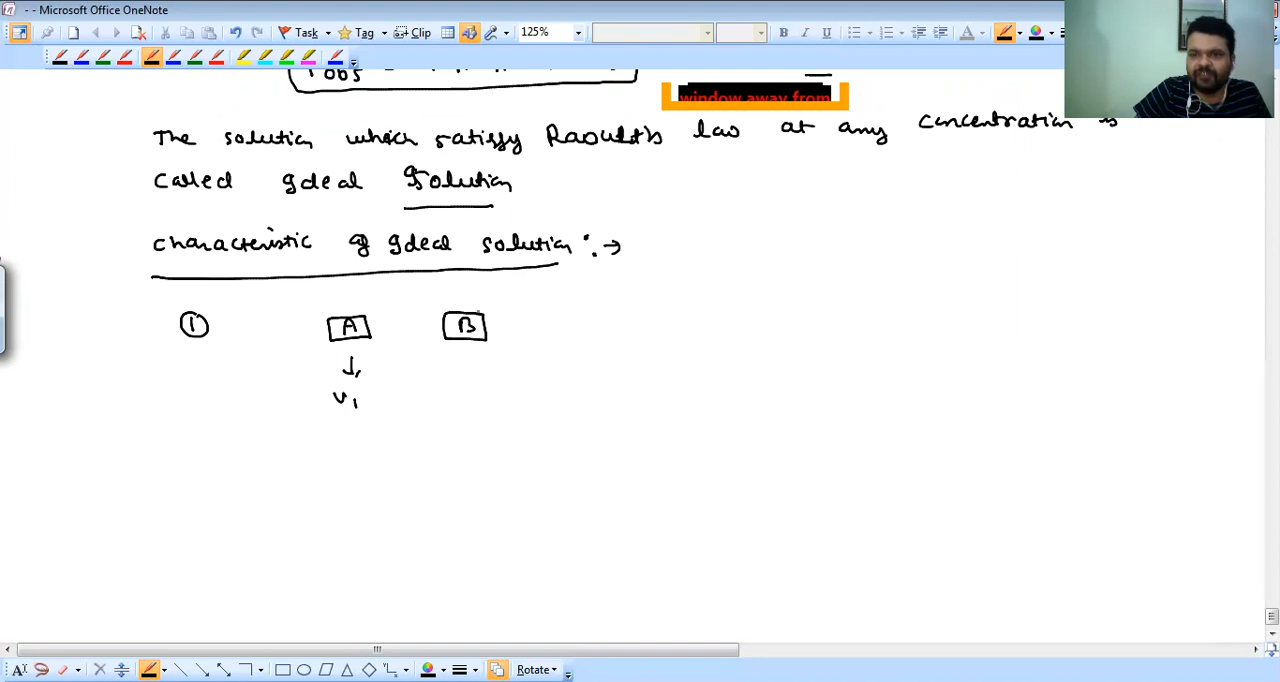 - - Microsoft Office OneNote
Task Tag Clip 125% B I U A
window away from
The solution which satisfy Raoult's law at any concentration is
called Ideal Solution
characteristic of Ideal solution :→
① A B
↓
V₁
Rotate